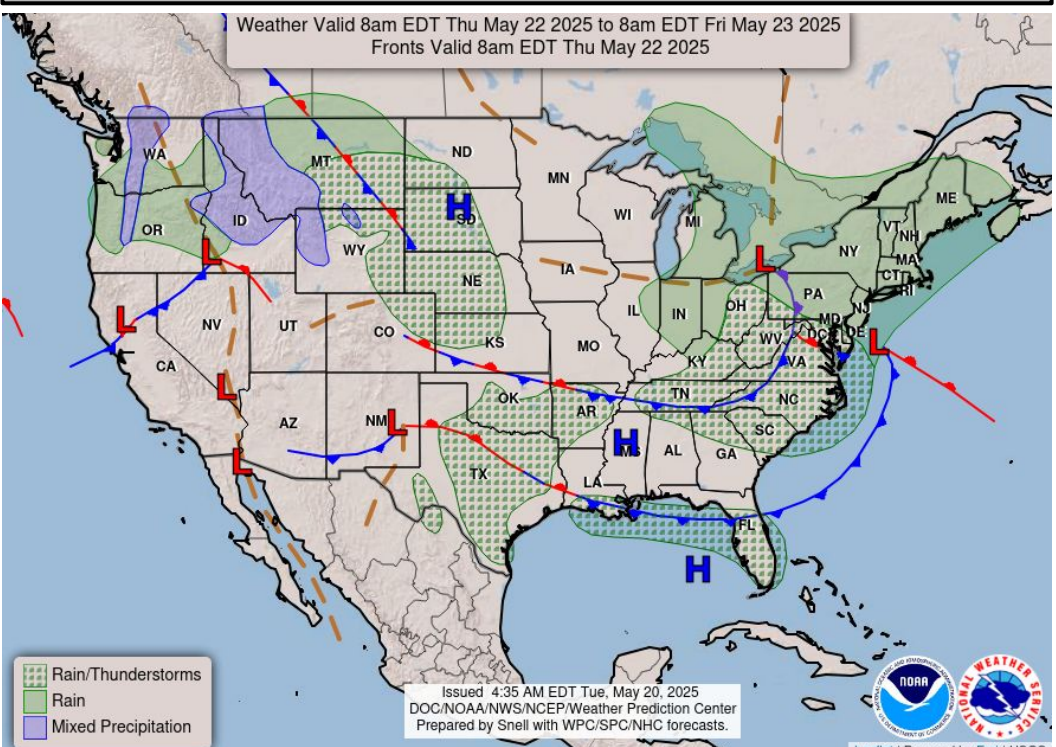 Weather Valid 8am EDT Thu May 22 2025 to 8am EDT Fri May 23 2025
Fronts Valid 8am EDT Thu May 22 2025
WA
MT
ND
MN
ME
OR
ID
H
SD
WI
MI
VT
NH
NY
MA
CT
RI
WY
L
L
IA
NE
PA
NJ
L
NV
UT
CO
IL
IN
OH
MD
DE
DC
L
CA
KS
MO
KY
WV
VA
L
AZ
NM
L
OK
AR
TN
NC
SC
L
TX
H
MS
AL
GA
LA
FL
H
Rain/Thunderstorms
Rain
Mixed Precipitation
Issued 4:35 AM EDT Tue, May 20, 2025
DOC/NOAA/NWS/NCEP/Weather Prediction Center
Prepared by Snell with WPC/SPC/NHC forecasts.
NOAA
NATIONAL WEATHER SERVICE